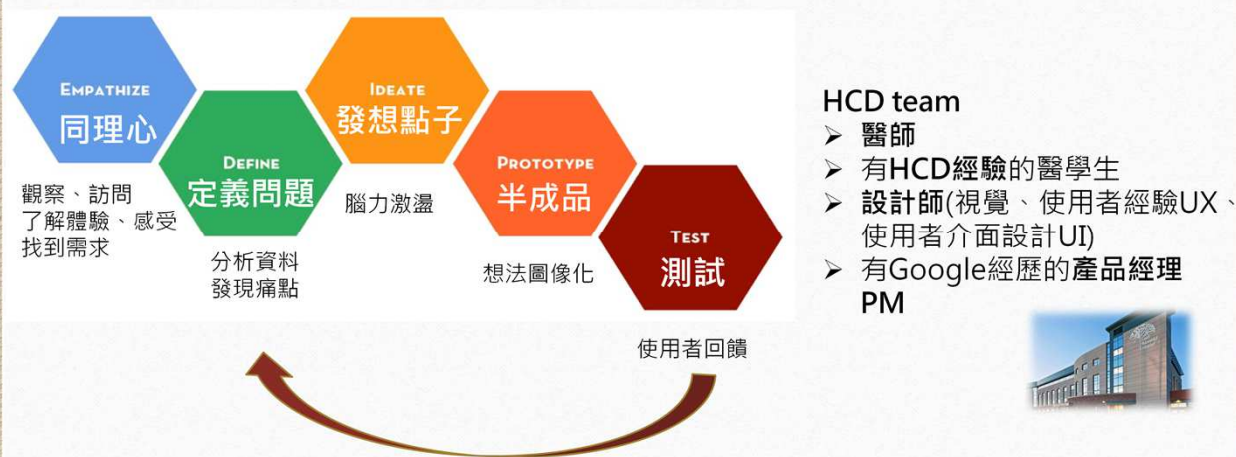 EMPATHIZE
同理心
觀察、訪問
了解體驗、感受
找到需求
DEFINE
定義問題
分析資料
發現痛點
IDEATE
發想點子
腦力激盪
PROTOTYPE
半成品
想法圖像化
TEST
測試
使用者回饋
HCD team
➢ 醫師
➢ 有HCD經驗的醫學生
➢ 設計師(視覺、使用者經驗UX、
使用者介面設計UI)
➢ 有Google經歷的產品經理
PM